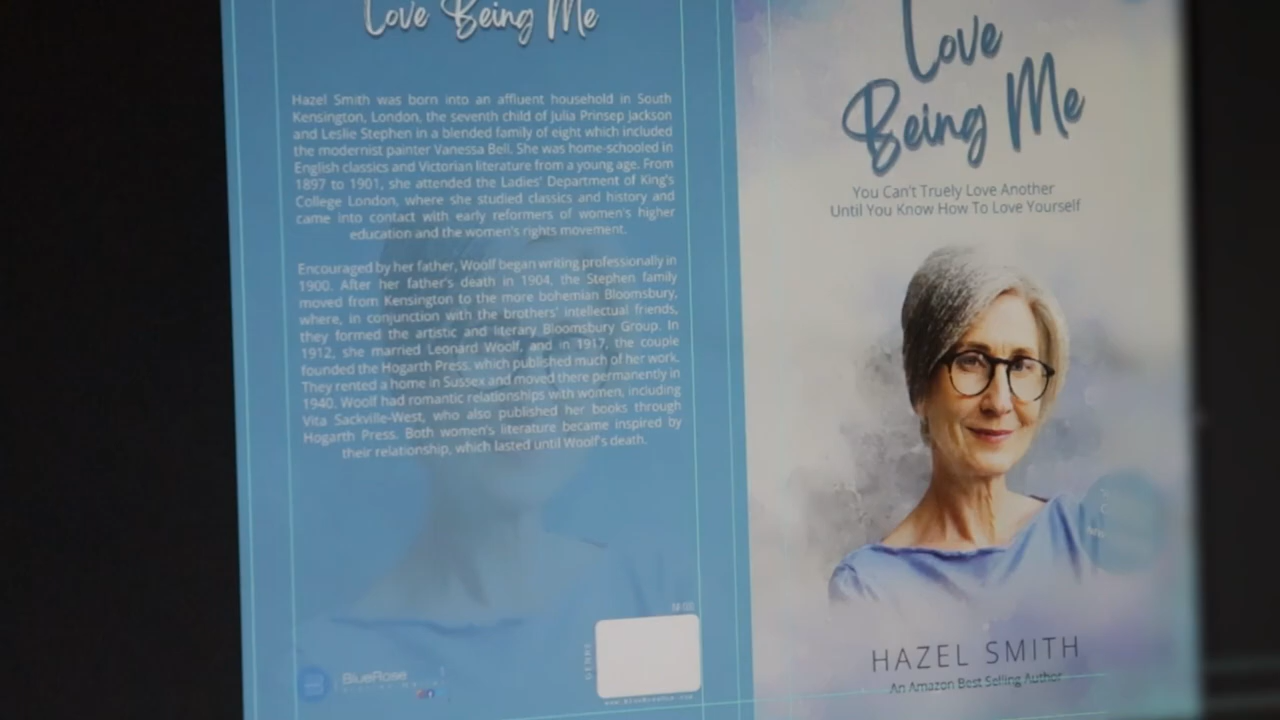 Love Being Me
Hazel Smith was born into an affluent household in South
Kensington, London, the seventh child of Julia Prinsep Jackson
and Leslie Stephen in a blended family of eight which included
the modernist painter Vanessa Bell. She was home-schooled in
English classics and Victorian literature from a young age. From
1897 to 1901, she attended the Ladies' Department of King's
College London, where she studied classics and history and
came into contact with early reformers of women's higher
education and the women's rights movement.
Encouraged by her father, Woolf began writing professionally in
1900. After her father's death in 1904, the Stephen family
moved from Kensington to the more bohemian Bloomsbury,
where, in conjunction with the brothers' intellectual friends,
they formed the artistic and literary Bloomsbury Group. In
1912, she married Leonard Woolf, and in 1917, the couple
founded the Hogarth Press, which published much of her work.
They rented a home in Sussex and moved there permanently in
1940. Woolf had romantic relationships with women, including
Vita Sackville-West, who also published her books through
Hogarth Press. Both women's literature became inspired by
their relationship, which lasted until Woolf's death.
BlueRose
GENRE
Love
Being Me
You Can't Truely Love Another
Until You Know How To Love Yourself
HAZEL SMITH
An Amazon Best Selling Author